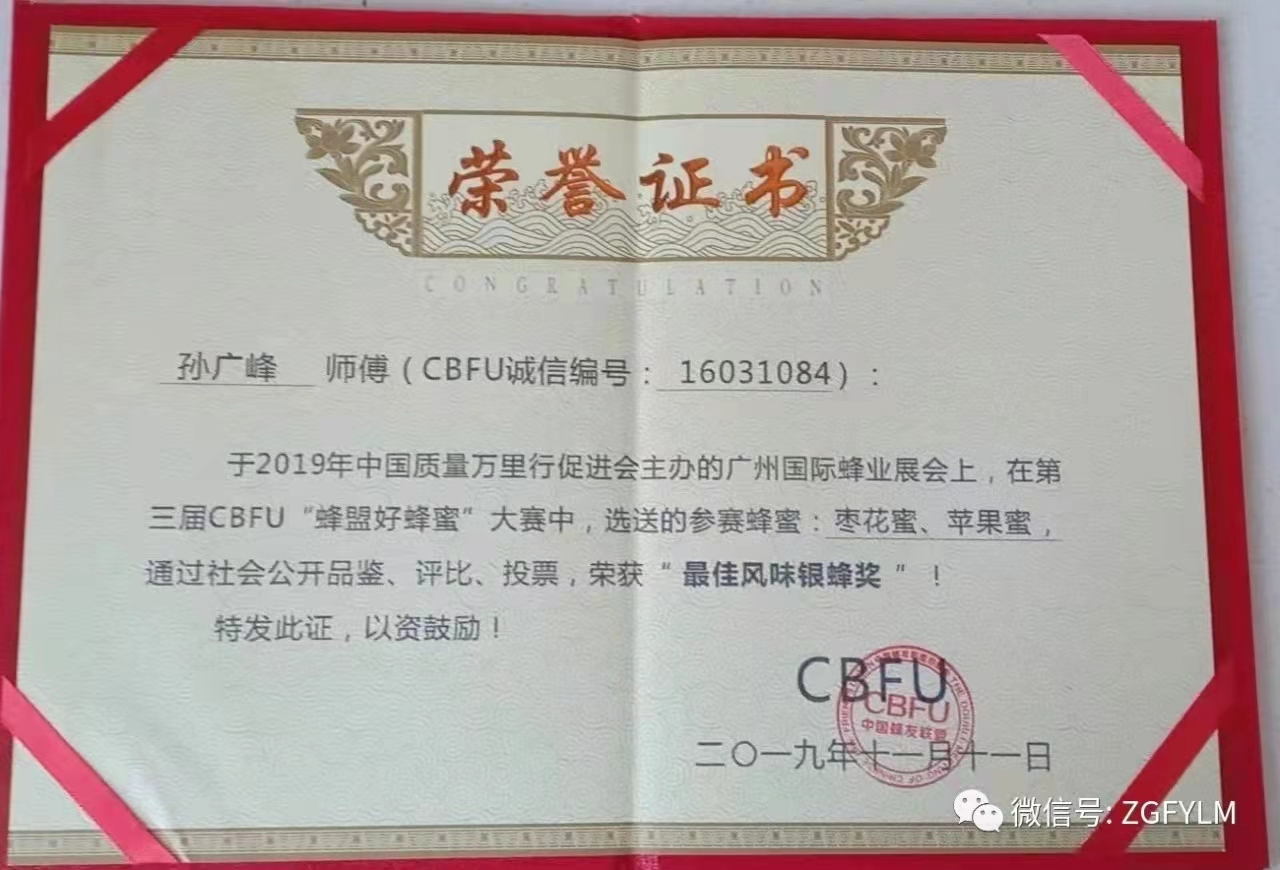 荣誉证书
CONGRATULATION
孙广峰 师傅（CBFU诚信编号：16031084）：
于2019年中国质量万里行促进会主办的广州国际蜂业展会上，在第
三届CBFU“蜂盟好蜂蜜”大赛中，选送的参赛蜂蜜：枣花蜜、苹果蜜，
通过社会公开品鉴、评比、投票，荣获“最佳风味银蜂奖”！
特发此证，以资鼓励！
CBFU
CBFU
中国蜂友联盟
二〇一九年十一月十一日
微信号: ZGFYLM